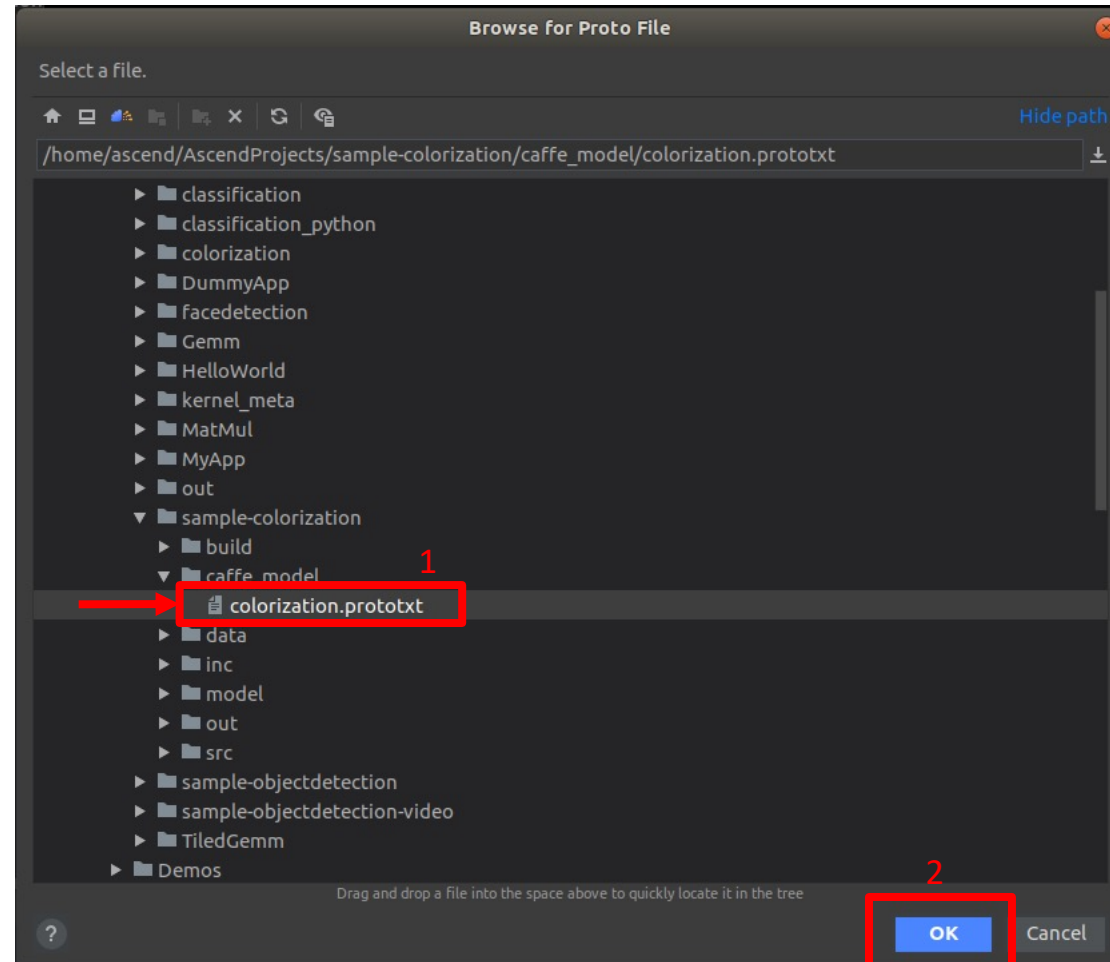 Browse for Proto File
Select a file.
Hide path
/home/ascend/AscendProjects/sample-colorization/caffe_model/colorization.prototxt
classification
classification_python
colorization
DummyApp
facedetection
Gemm
HelloWorld
kernel_meta
MatMul
MyApp
out
sample-colorization
build
1
caffe_model
colorization.prototxt
data
inc
model
out
src
sample-objectdetection
sample-objectdetection-video
TiledGemm
Demos
2
Drag and drop a file into the space above to quickly locate it in the tree
? OK Cancel